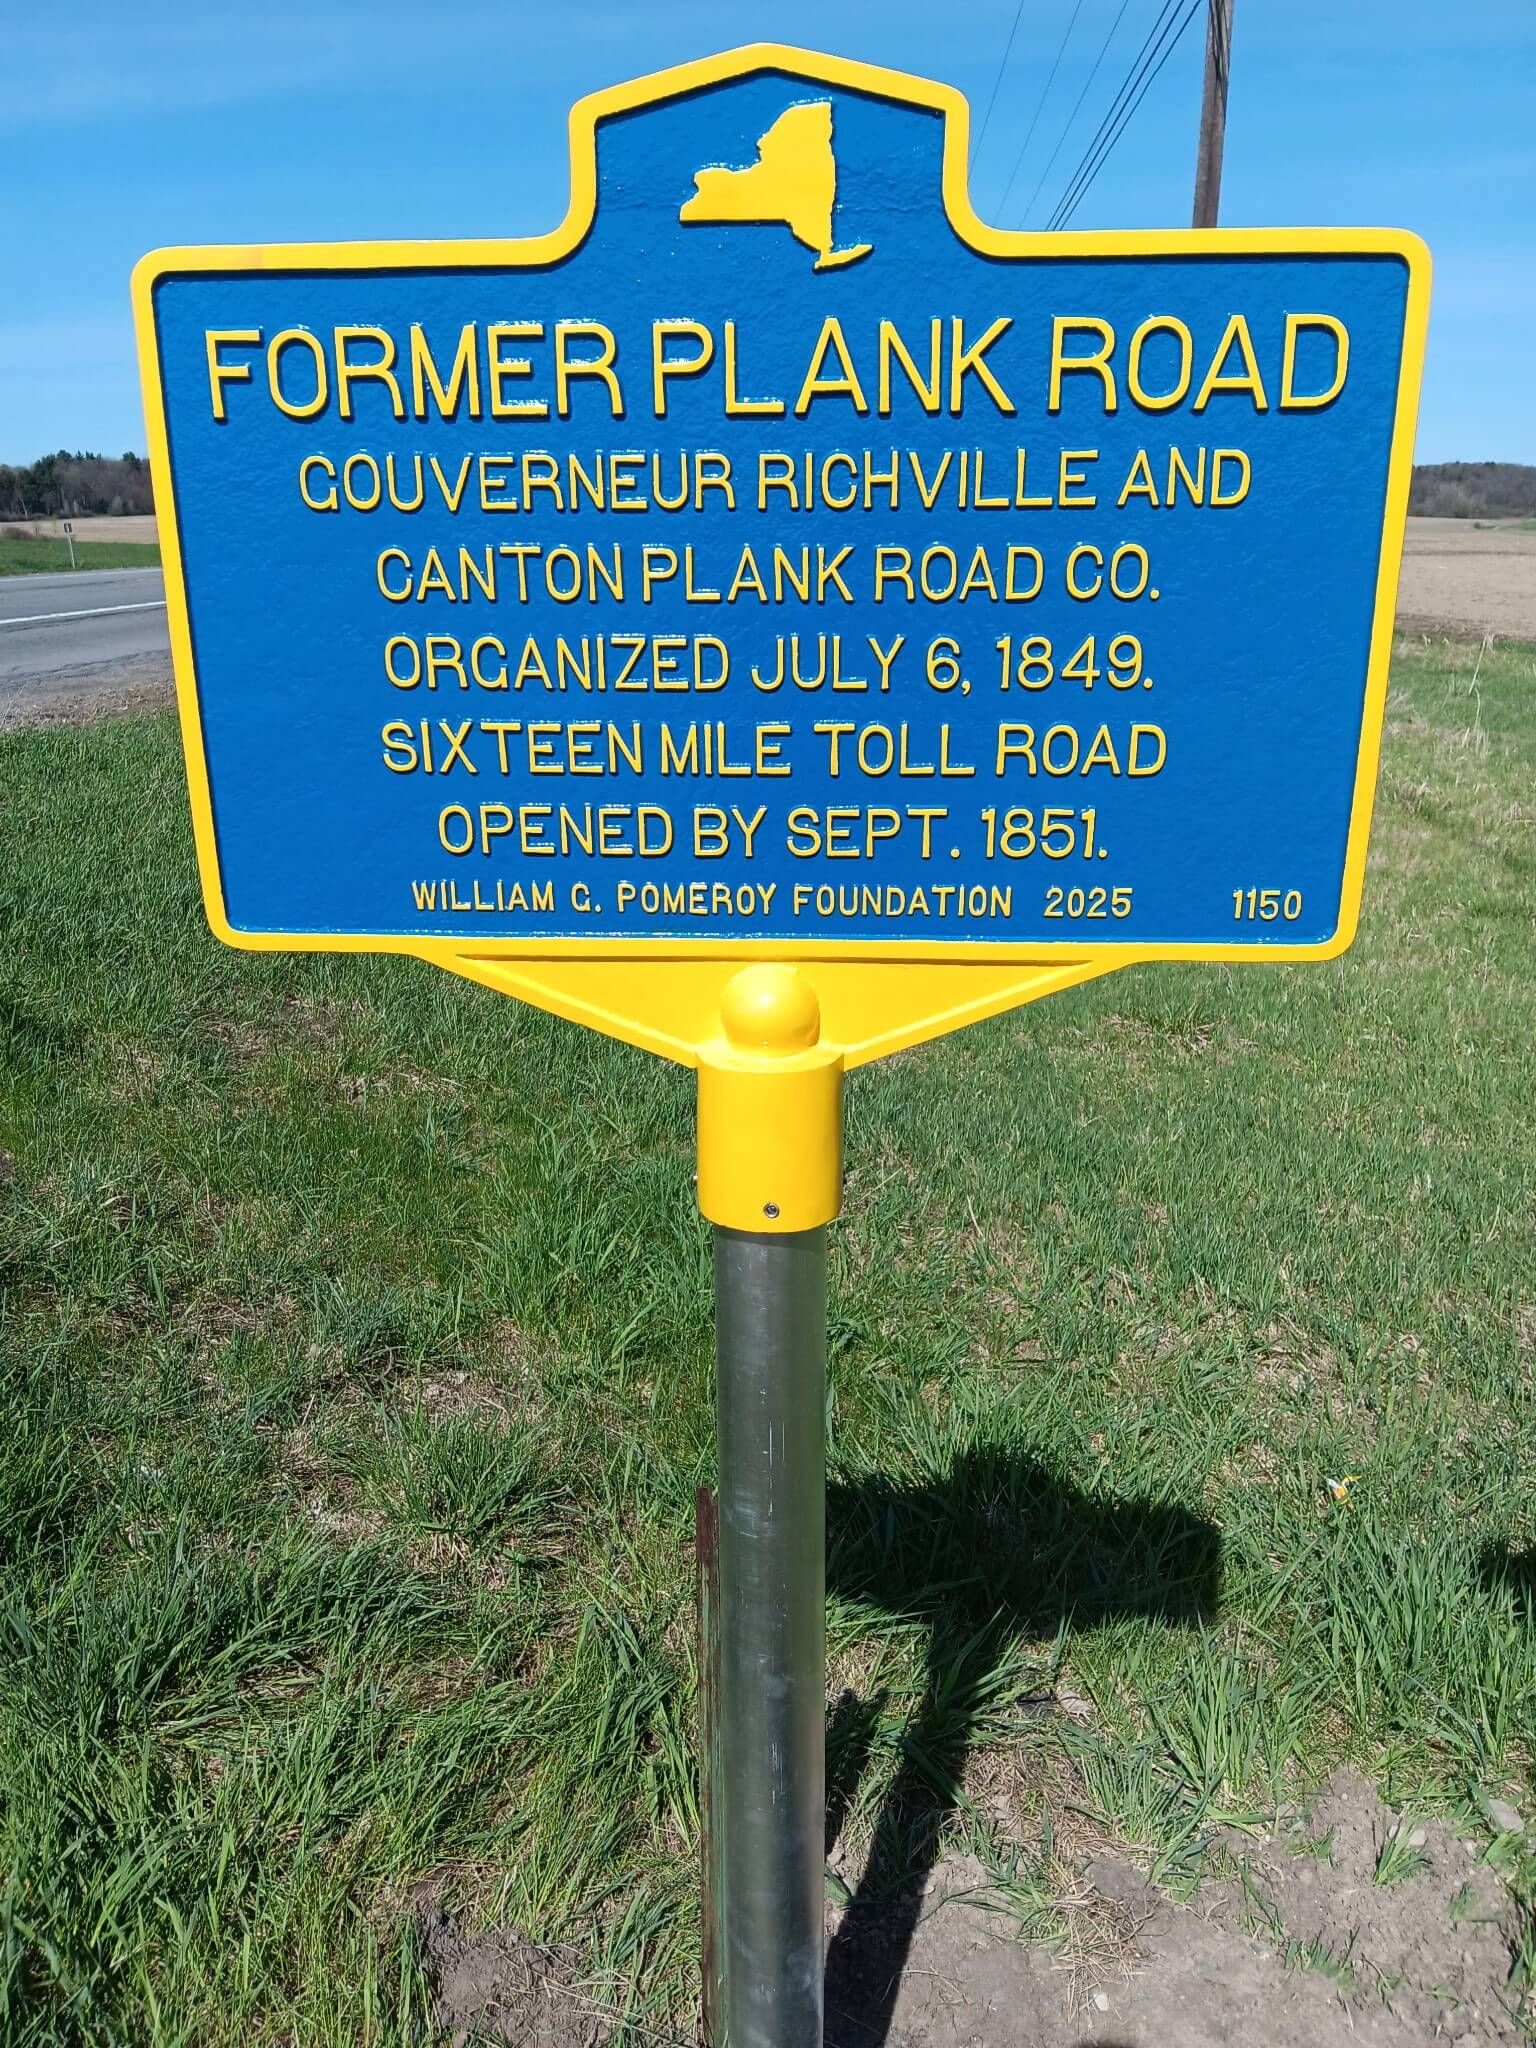 FORMER PLANK ROAD
GOUVERNEUR RICHVILLE AND
CANTON PLANK ROAD CO.
ORGANIZED JULY 6, 1849.
SIXTEEN MILE TOLL ROAD
OPENED BY SEPT. 1851.
WILLIAM G. POMEROY FOUNDATION 2025 1150